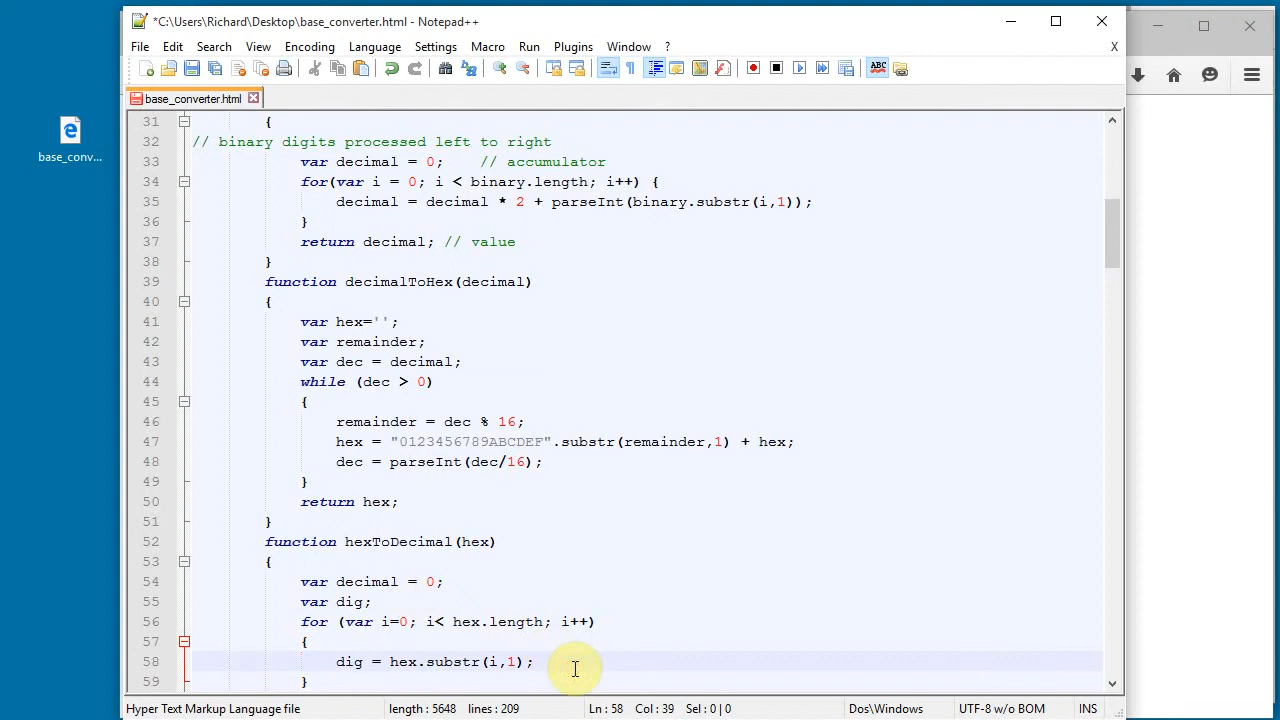 *C:\Users\Richard\Desktop\base_converter.html - Notepad++
File Edit Search View Encoding Language Settings Macro Run Plugins Window ? X
base_converter.html
base_conv...
31 {
32 // binary digits processed left to right
33 var decimal = 0; // accumulator
34 for(var i = 0; i < binary.length; i++) {
35 decimal = decimal * 2 + parseInt(binary.substr(i,1));
36 }
37 return decimal; // value
38 }
39 function decimalToHex(decimal)
40 {
41 var hex='';
42 var remainder;
43 var dec = decimal;
44 while (dec > 0)
45 {
46 remainder = dec % 16;
47 hex = "0123456789ABCDEF".substr(remainder,1) + hex;
48 dec = parseInt(dec/16);
49 }
50 return hex;
51 }
52 function hexToDecimal(hex)
53 {
54 var decimal = 0;
55 var dig;
56 for (var i=0; i< hex.length; i++)
57 {
58 dig = hex.substr(i,1);
59 }
Hyper Text Markup Language file length : 5648 lines : 209 Ln : 58 Col : 39 Sel : 0 | 0 Dos\Windows UTF-8 w/o BOM INS